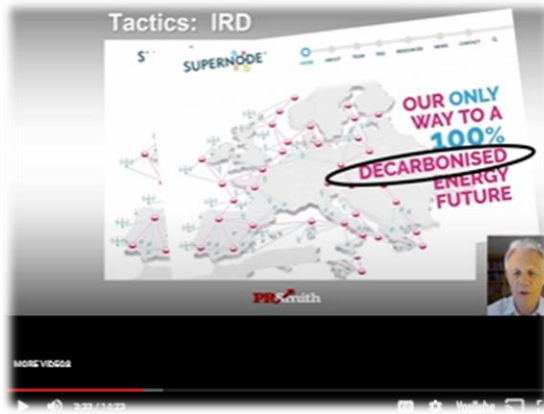 Tactics: IRD
SUPERNODE
HOME ABOUT TEAM FAQ RESOURCES NEWS CONTACT
OUR ONLY
WAY TO A
100%
DECARBONISED
ENERGY
FUTURE
PRSmith
MORE VIDEOS
YouTube